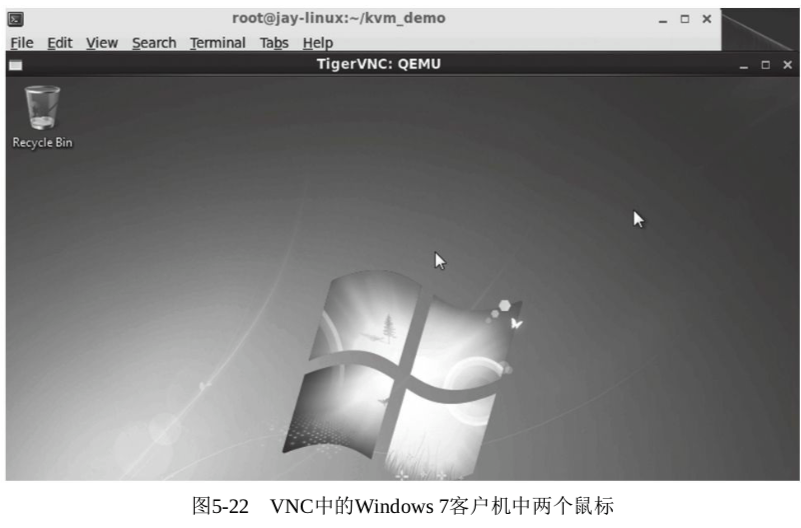 root@jay-linux:~/kvm_demo
File Edit View Search Terminal Tabs Help
TigerVNC: QEMU
Recycle Bin
图5-22 VNC中的Windows 7客户机中两个鼠标